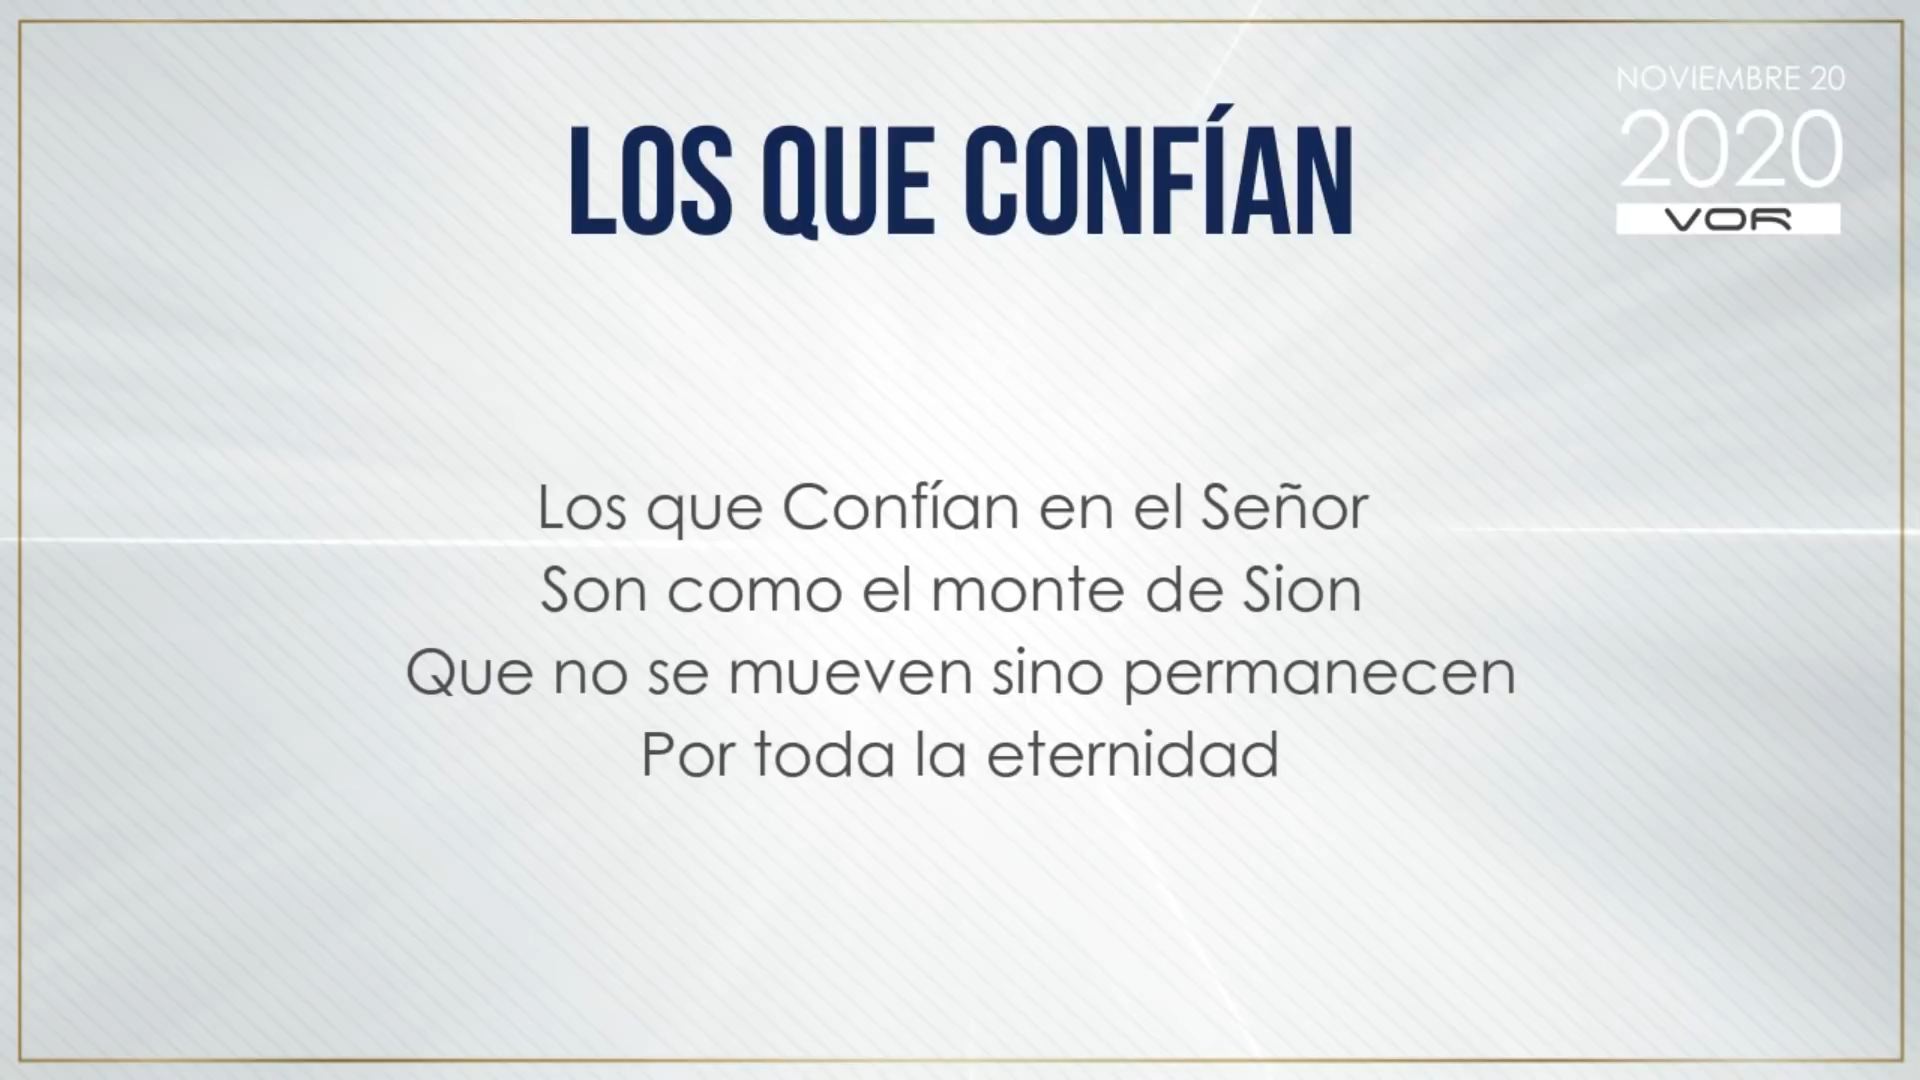 LOS QUE CONFÍAN
NOVIEMBRE 20
2020
VOR
Los que Confían en el Señor
Son como el monte de Sion
Que no se mueven sino permanecen
Por toda la eternidad